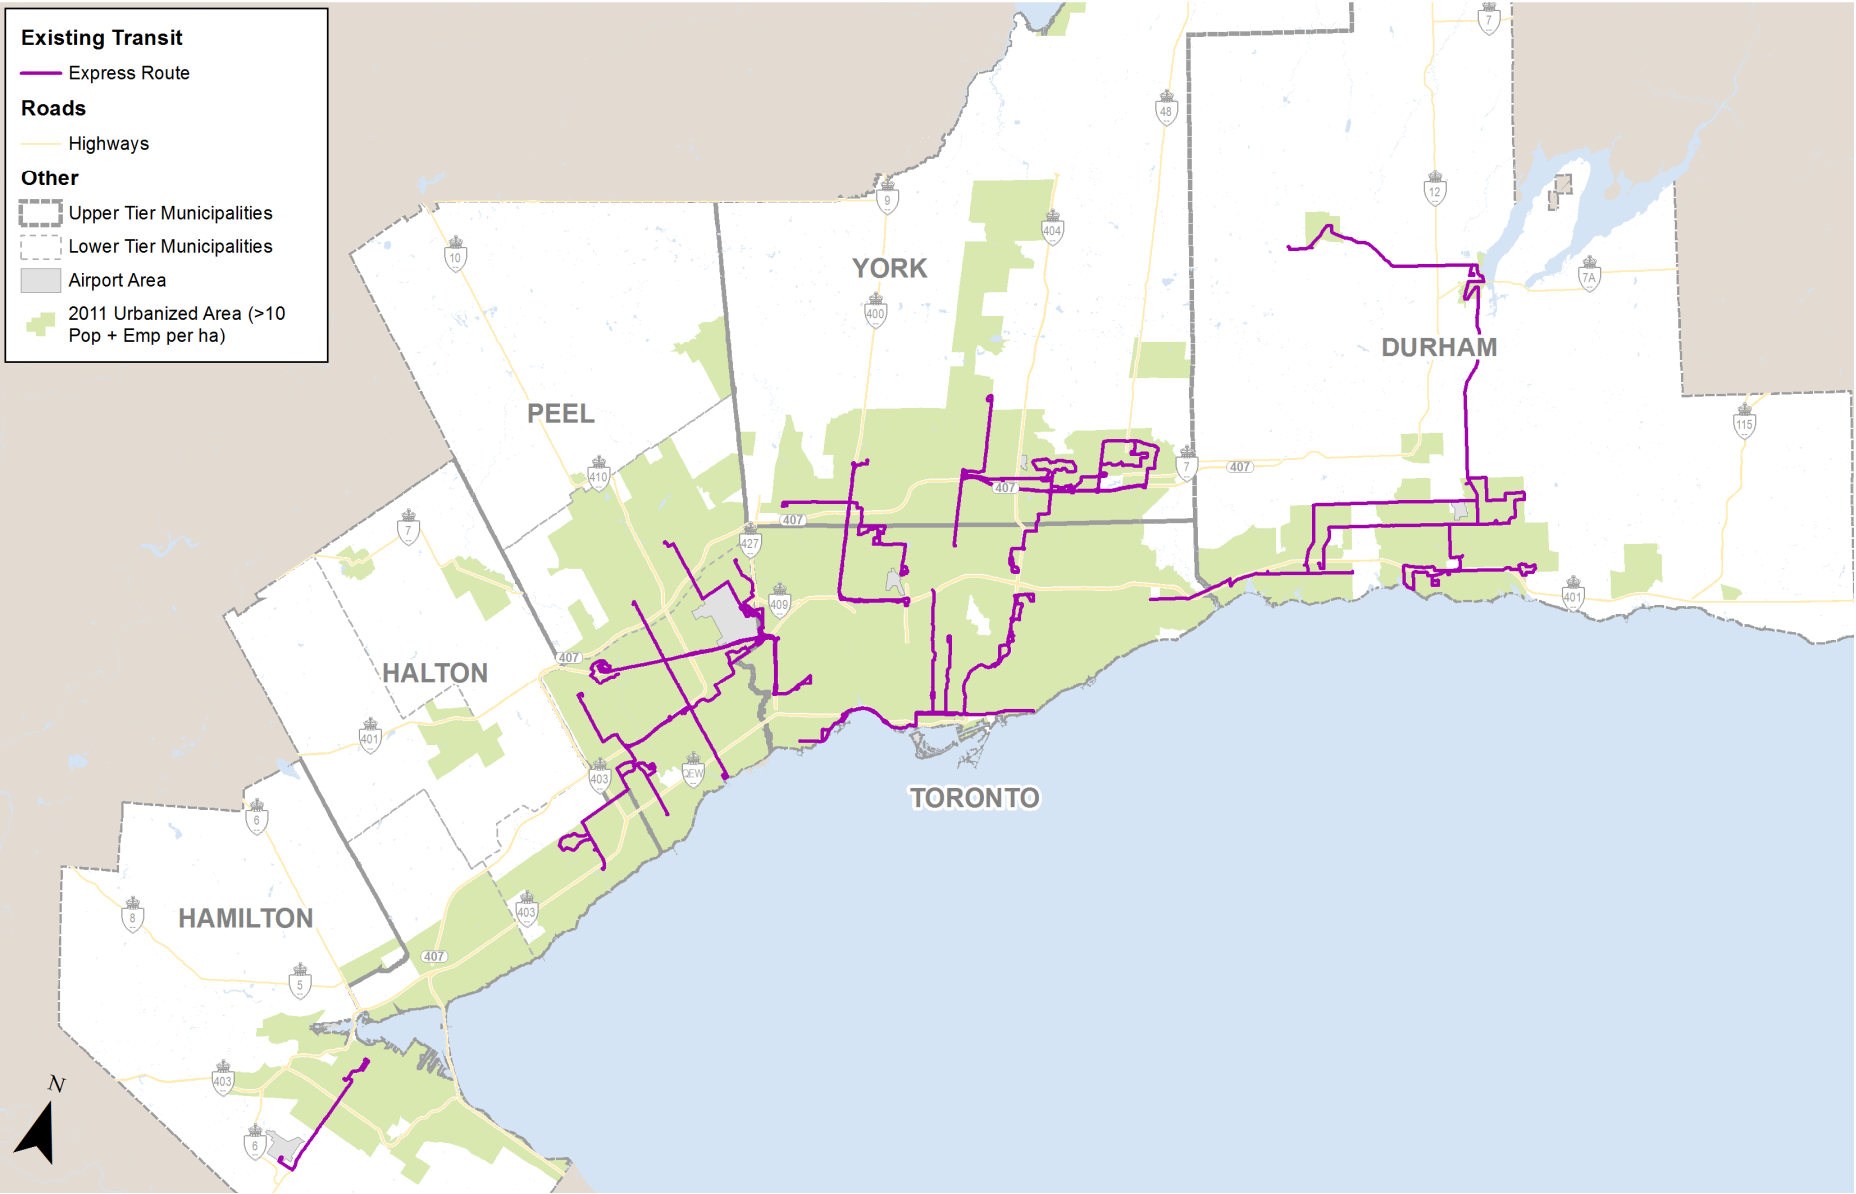 Existing Transit
Express Route
Roads
Highways
Other
Upper Tier Municipalities
Lower Tier Municipalities
Airport Area
2011 Urbanized Area (>10
Pop + Emp per ha)
7
48
12
9
404
10
YORK
7A
400
DURHAM
PEEL
115
410
7
407
407
7
407
427
409
401
HALTON
407
401
403
QEW
TORONTO
6
403
8
HAMILTON
407
5
403
6
N